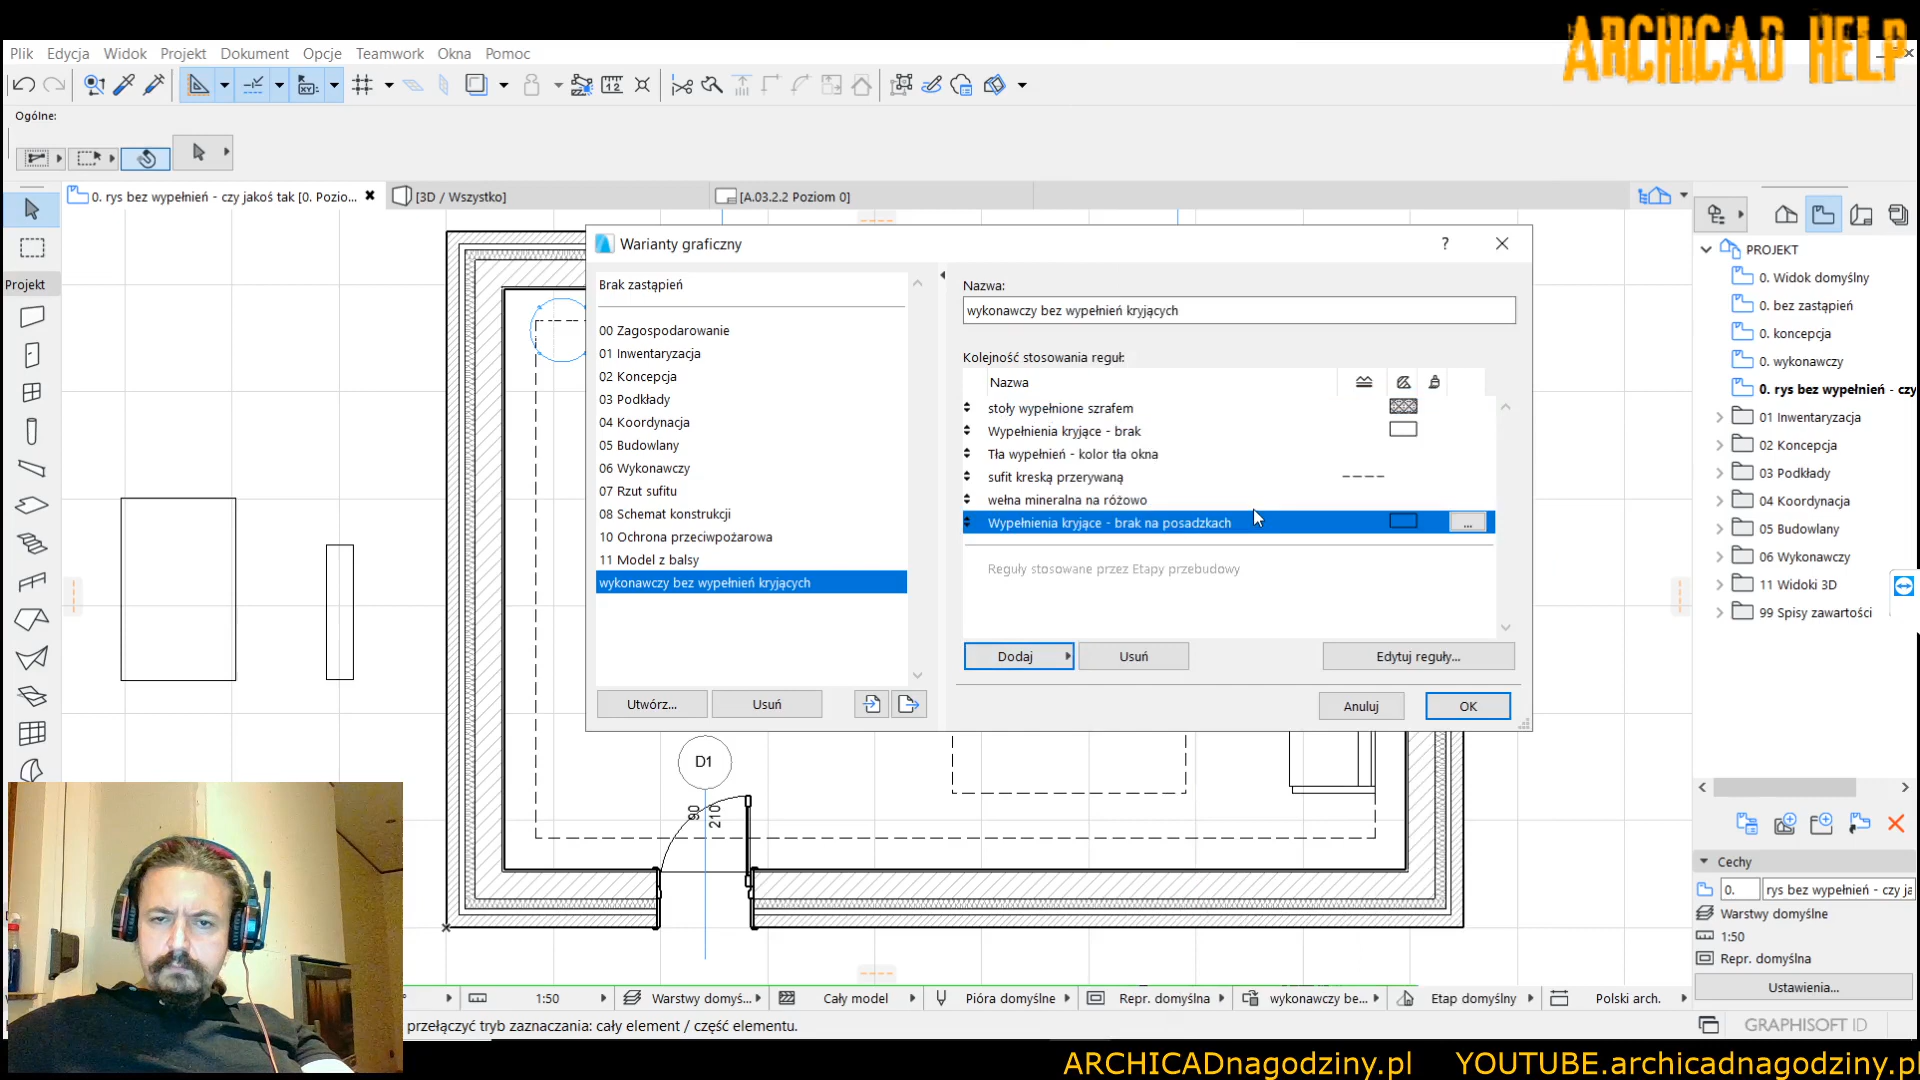 ARCHICAD HELP
Plik Edycja Widok Projekt Dokument Opcje Teamwork Okna Pomoc
Ogólne:
0. rys bez wypełnień - czy jakoś tak [0. Pozio...
[3D / Wszystko]
[A.03.2.2 Poziom 0]
Projekt
Warianty graficzny
?
Brak zastąpień
00 Zagospodarowanie
01 Inwentaryzacja
02 Koncepcja
03 Podkłady
04 Koordynacja
05 Budowlany
06 Wykonawczy
07 Rzut sufitu
08 Schemat konstrukcji
10 Ochrona przeciwpożarowa
11 Model z balsy
wykonawczy bez wypełnień kryjących
Utwórz...
Usuń
Nazwa:
wykonawczy bez wypełnień kryjących
Kolejność stosowania reguł:
Nazwa
stoły wypełnione szrafem
Wypełnienia kryjące - brak
Tła wypełnień - kolor tła okna
sufit kreską przerywaną
wełna mineralna na różowo
Wypełnienia kryjące - brak na posadzkach
...
Reguły stosowane przez Etapy przebudowy
Dodaj
Usuń
Edytuj reguły...
Anuluj
OK
D1
90
210
PROJEKT
0. Widok domyślny
0. bez zastąpień
0. koncepcja
0. wykonawczy
0. rys bez wypełnień - czy
01 Inwentaryzacja
02 Koncepcja
03 Podkłady
04 Koordynacja
05 Budowlany
06 Wykonawczy
11 Widoki 3D
99 Spisy zawartości
Cechy
0.
rys bez wypełnień - czy ja
Warstwy domyślne
1:50
Repr. domyślna
Ustawienia...
1:50
Warstwy domyś...
Cały model
Pióra domyślne
Repr. domyślna
wykonawczy be...
Etap domyślny
Polski arch.
przełączyć tryb zaznaczania: cały element / część elementu.
GRAPHISOFT ID
ARCHICADnagodziny.pl
YOUTUBE.archicadnagodziny.pl